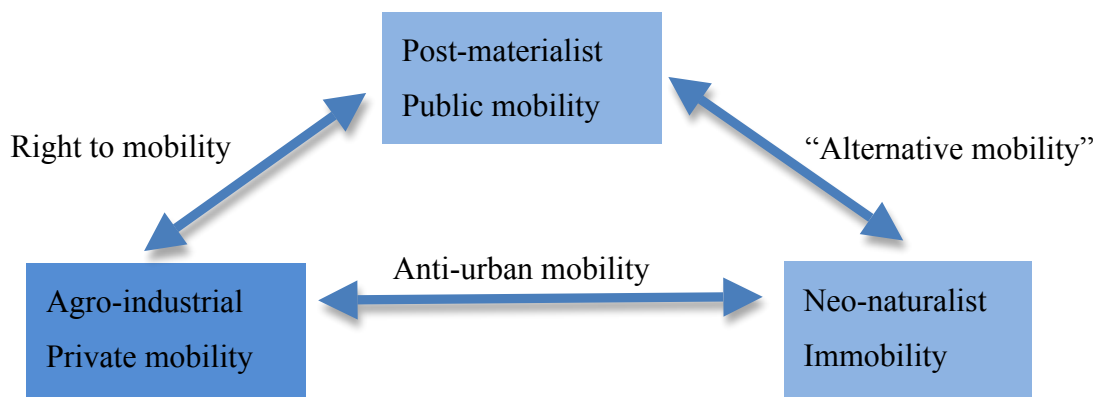 Post-materialist
Public mobility
Right to mobility
“Alternative mobility”
Anti-urban mobility
Agro-industrial
Private mobility
Neo-naturalist
Immobility